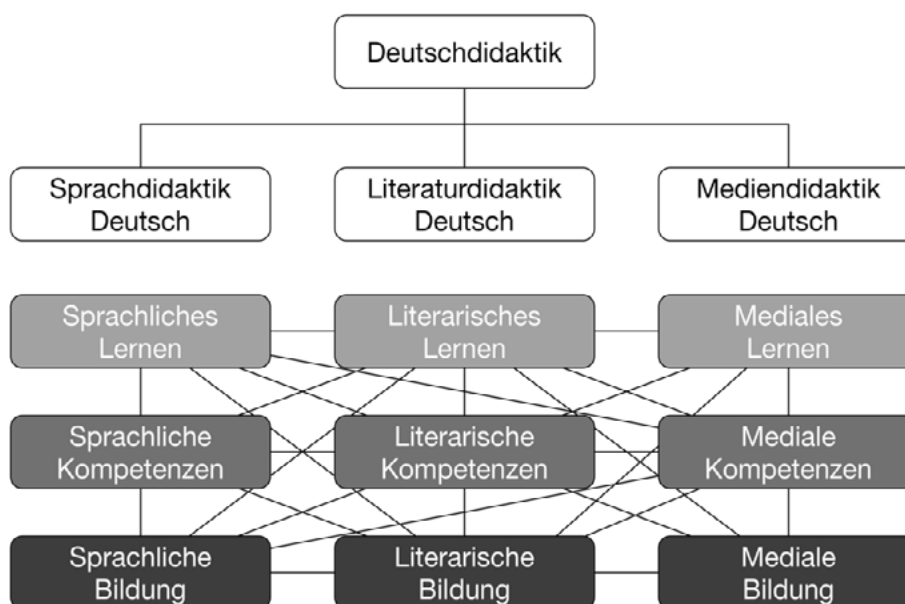 Deutschdidaktik
Sprachdidaktik
Deutsch
Literaturdidaktik
Deutsch
Mediendidaktik
Deutsch
Sprachliches
Lernen
Literarisches
Lernen
Mediales
Lernen
Sprachliche
Kompetenzen
Literarische
Kompetenzen
Mediale
Kompetenzen
Sprachliche
Bildung
Literarische
Bildung
Mediale
Bildung